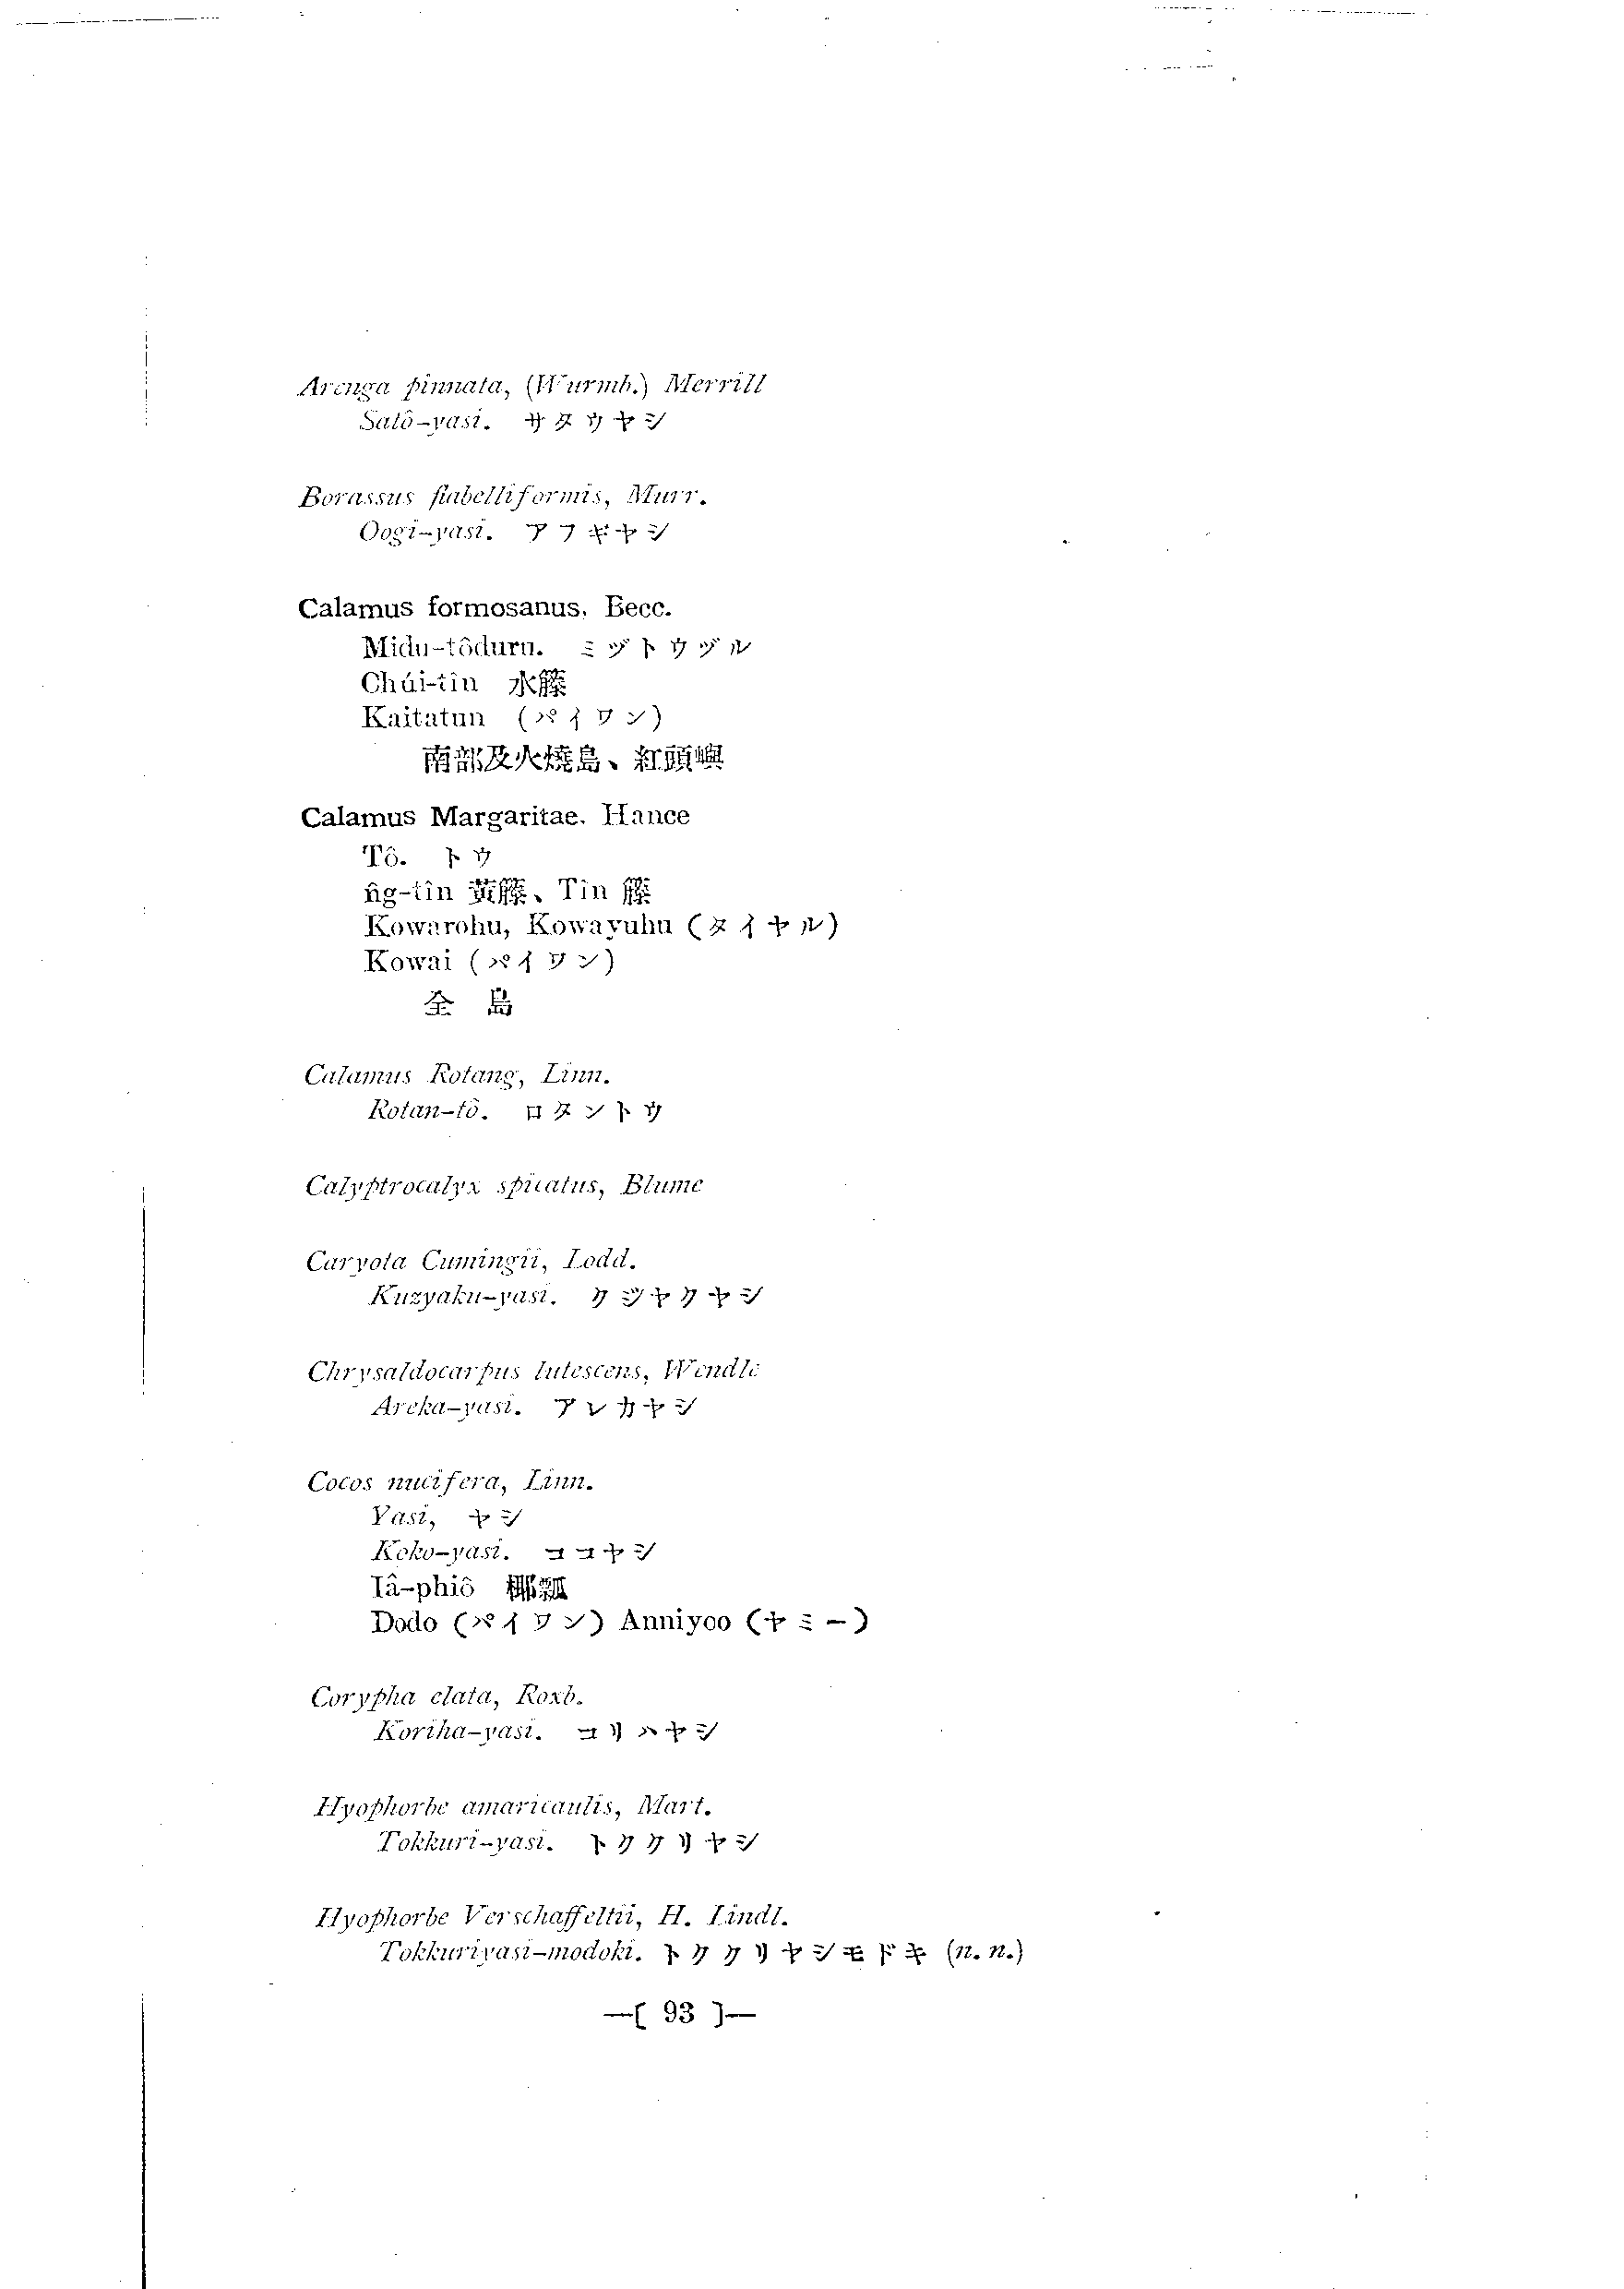 Arenga pinnata, (Wurmb.) Merrill
Satô-yasi. サタウヤシ
Borassus flabelliformis, Murr.
Oogi-yasi. アフギヤシ
Calamus formosanus, Becc.
Midu-tôduru. ミヅトウヅル
Chúi-tîn 水籐
Kaitatun (パイワン)
南部及火燒島、紅頭嶼
Calamus Margaritae, Hance
Tô. トウ
n̂g-tîn 黃籐、Tîn 籐
Kowarohu, Kowayuhu (タイヤル)
Kowai (パイワン)
全 島
Calamus Rotang, Linn.
Rotan-tô. ロタントウ
Calyptrocalyx spicatus, Blume
Caryota Cumingii, Lodd.
Kuzyaku-yasi. クジャクヤシ
Chrysaldocarpus lutescens, Wendl.
Areka-yasi. アレカヤシ
Cocos nucifera, Linn.
Yasi, ヤシ
Koko-yasi. ココヤシ
Iâ-phiô 椰瓢
Dodo (パイワン) Anniyoo (ヤミー)
Corypha elata, Roxb.
Koriha-yasi. コリハヤシ
Hyophorbe amaricaulis, Mart.
Tokkuri-yasi. トククリヤシ
Hyophorbe Verschaffeltii, H. Lindl.
Tokkuriyasi-modoki. トククリヤシモドキ (n. n.)
—( 93 )—